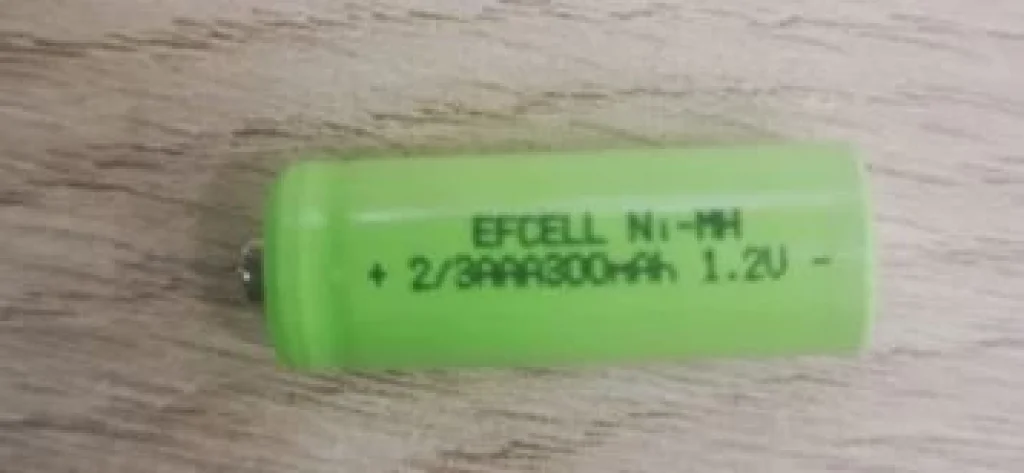 EFCELL Ni-MH
+ 2/3AAA300mAh 1.2V -